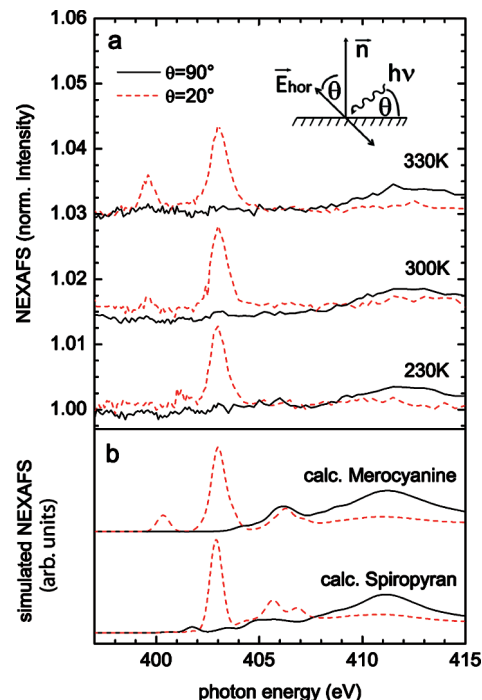 a
θ=90°
θ=20°
n
E hor
θ
hν
θ
330K
300K
230K
1.06
1.05
1.04
1.03
1.02
1.01
1.00
NEXAFS (norm. Intensity)
b
calc. Merocyanine
calc. Spiropyran
simulated NEXAFS
(arb. units)
400
405
410
415
photon energy (eV)